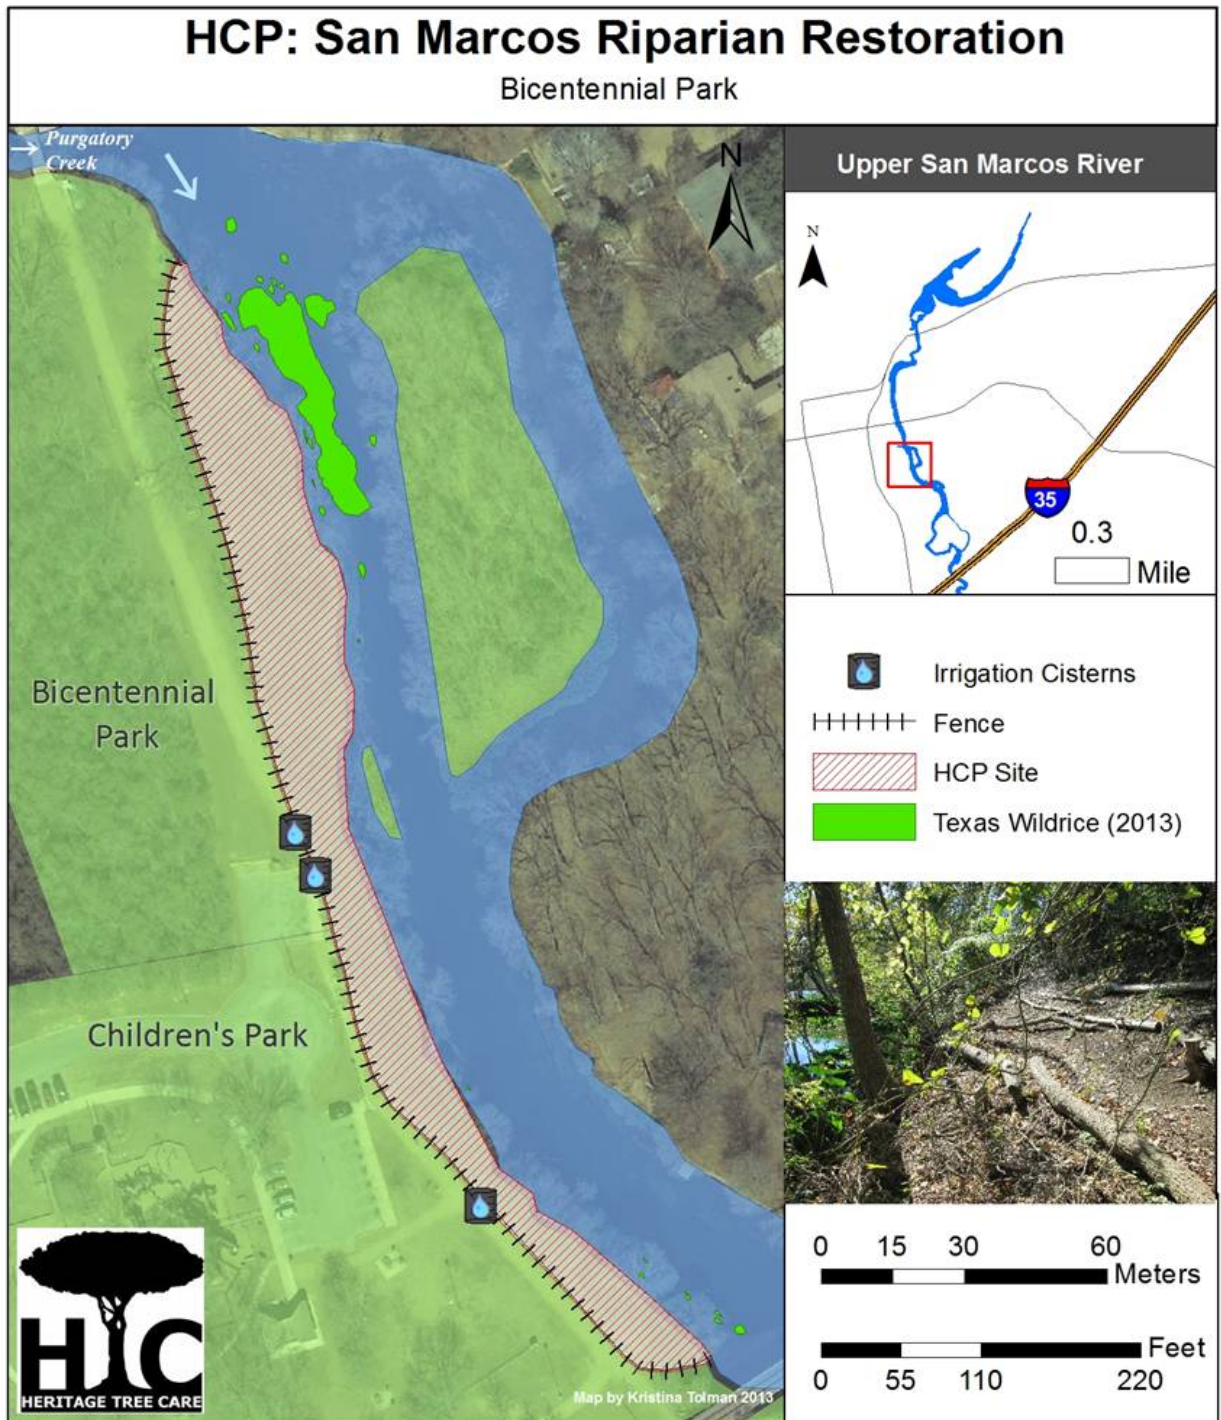 HCP: San Marcos Riparian Restoration
Bicentennial Park
Purgatory
Creek
N
Bicentennial
Park
Children's Park
HTC
HERITAGE TREE CARE
Map by Kristina Tolman 2013
Upper San Marcos River
N
35
0.3
Mile
Irrigation Cisterns
Fence
HCP Site
Texas Wildrice (2013)
0 15 30 60
Meters
Feet
0 55 110 220